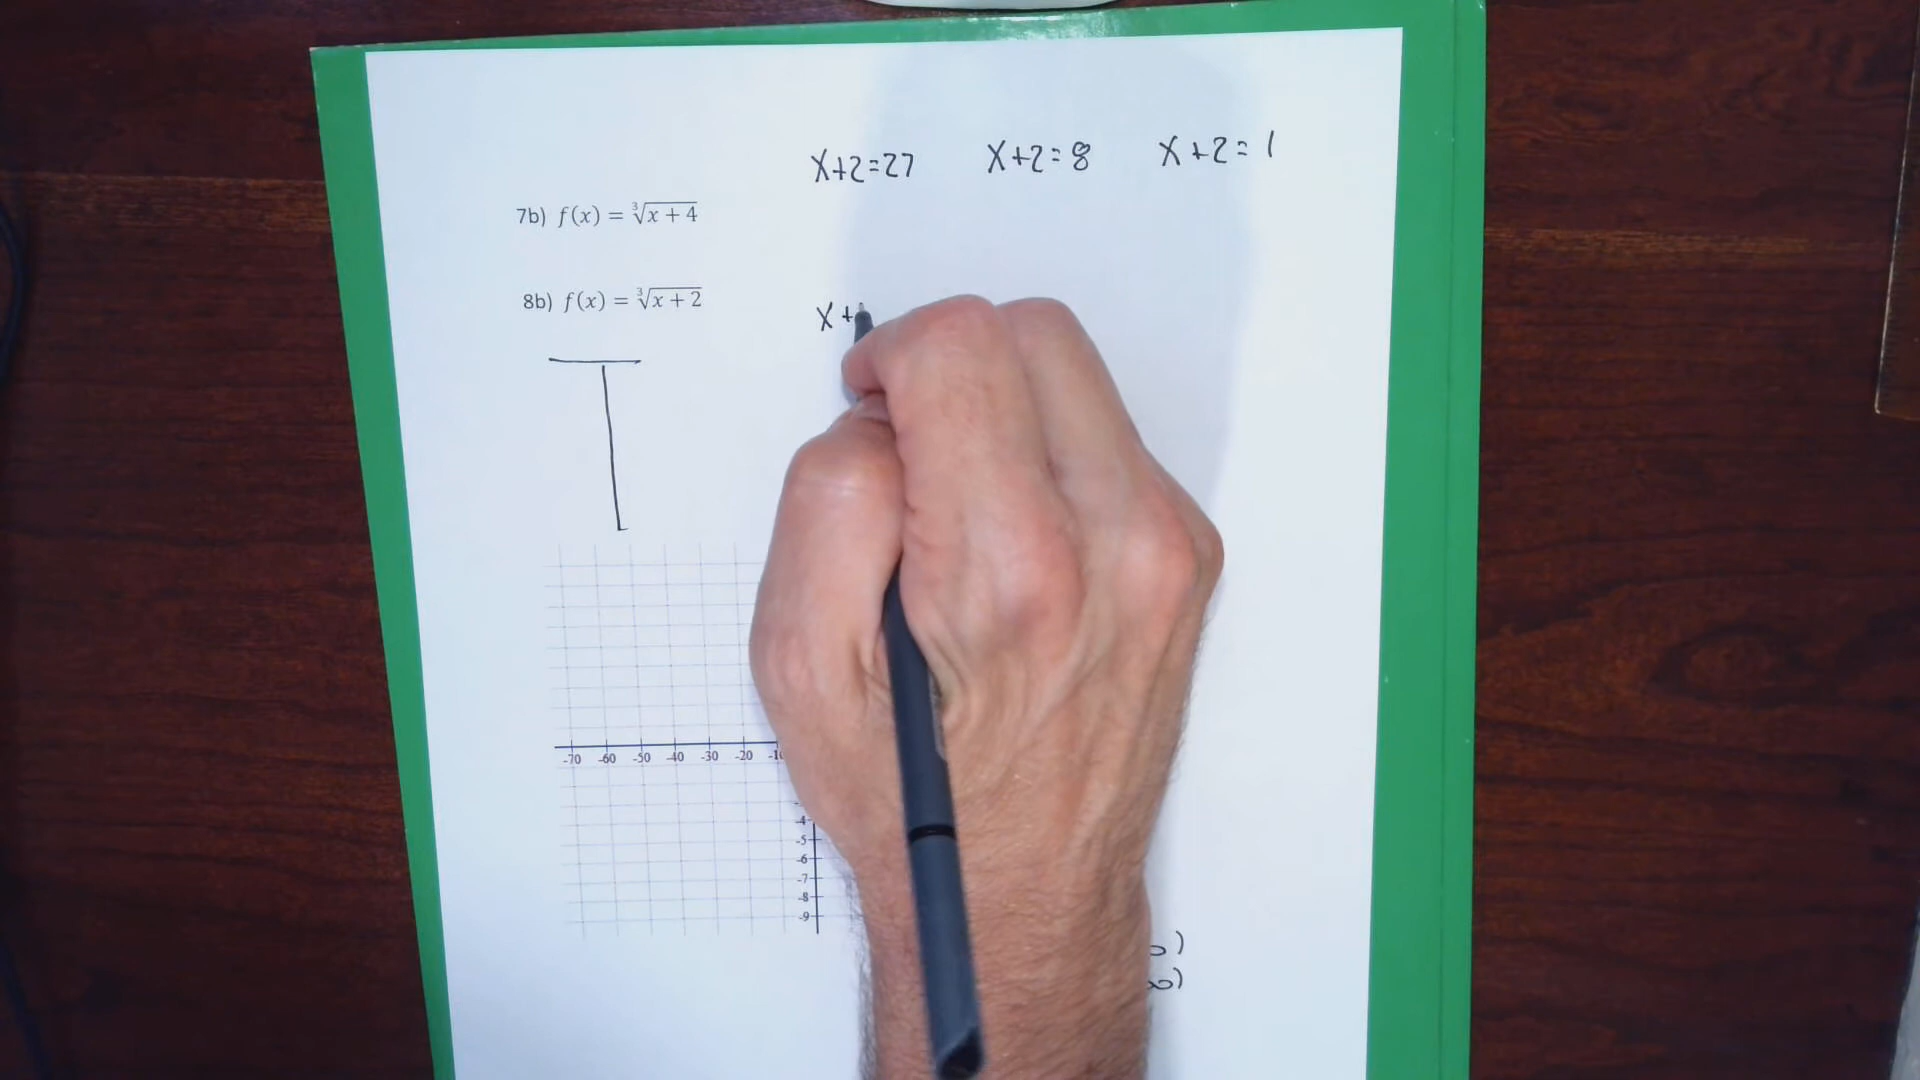 x+2=27 x+2=8 x+2=1
7b) f(x) = ∛x + 4
8b) f(x) = ∛x + 2
x+
-70 -60 -50 -40 -30 -20
-4
-5
-6
-7
-8
-9